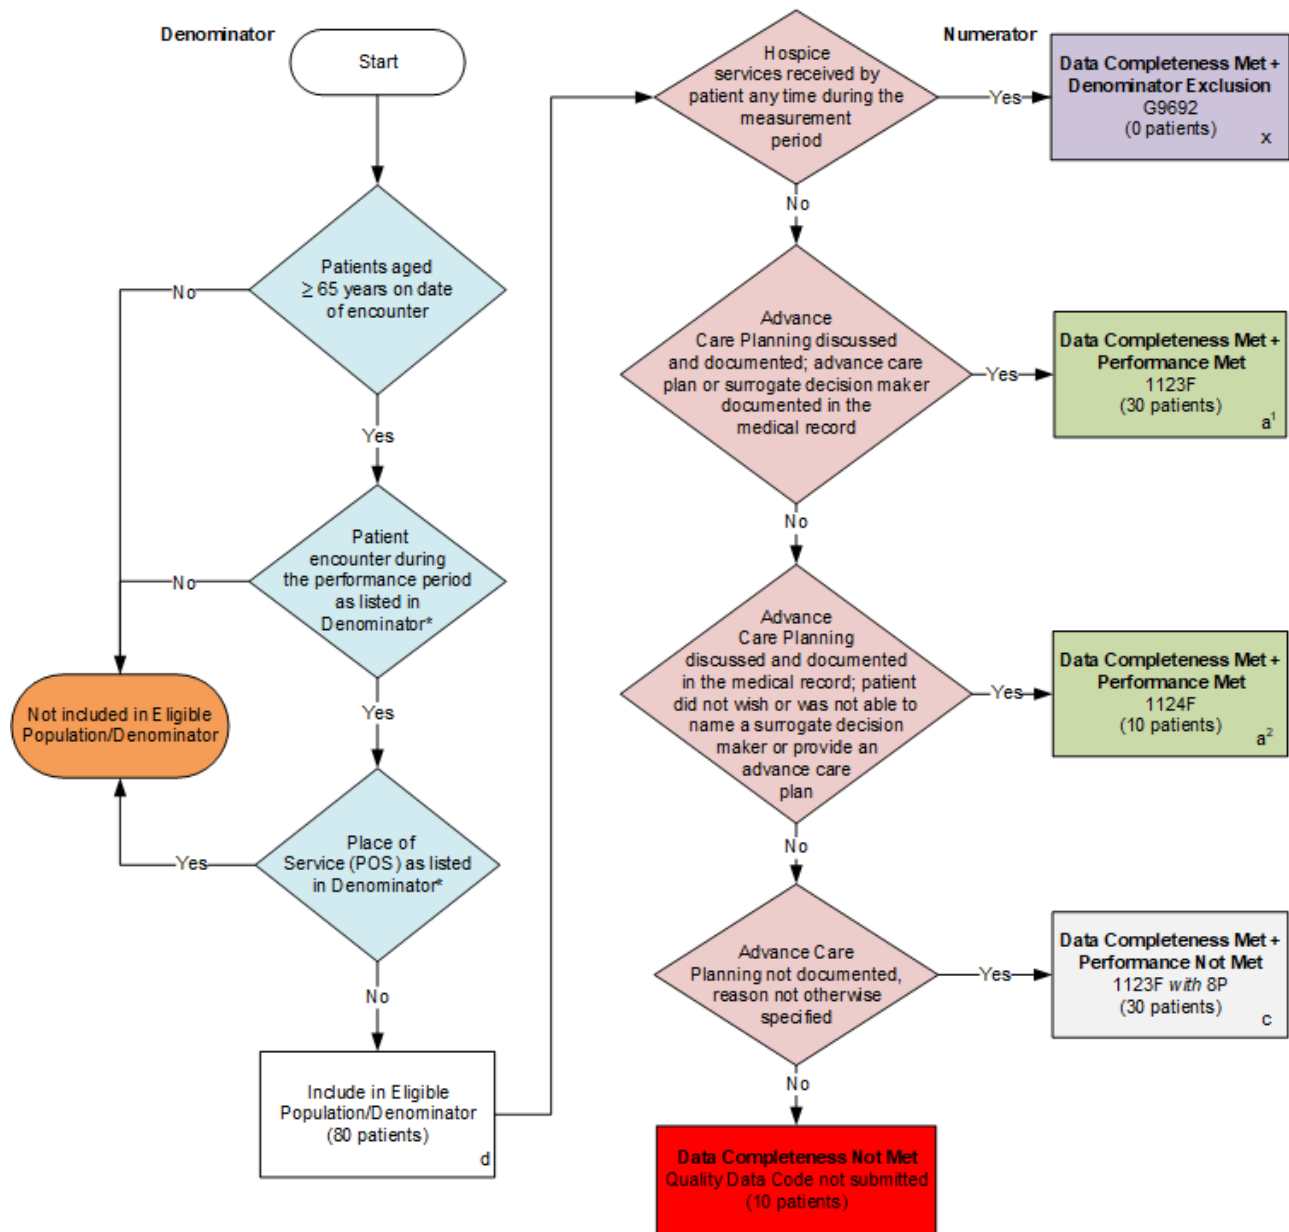 Denominator
Start
Patients aged
≥ 65 years on date
of encounter
No
Yes
Patient
encounter during
the performance period
as listed in
Denominator*
No
Yes
Not included in Eligible
Population/Denominator
Place of
Service (POS) as listed
in Denominator*
Yes
No
Include in Eligible
Population/Denominator
(80 patients)
d
Numerator
Hospice
services received by
patient any time during the
measurement
period
Yes
Data Completeness Met +
Denominator Exclusion
G9692
(0 patients)
x
No
Advance
Care Planning discussed
and documented; advance care
plan or surrogate decision maker
documented in the
medical record
Yes
Data Completeness Met +
Performance Met
1123F
(30 patients)
a¹
No
Advance
Care Planning
discussed and documented
in the medical record; patient
did not wish or was not able to
name a surrogate decision
maker or provide an
advance care
plan
Yes
Data Completeness Met +
Performance Met
1124F
(10 patients)
a²
No
Advance Care
Planning not documented,
reason not otherwise
specified
Yes
Data Completeness Met +
Performance Not Met
1123F with 8P
(30 patients)
c
No
Data Completeness Not Met
Quality Data Code not submitted
(10 patients)